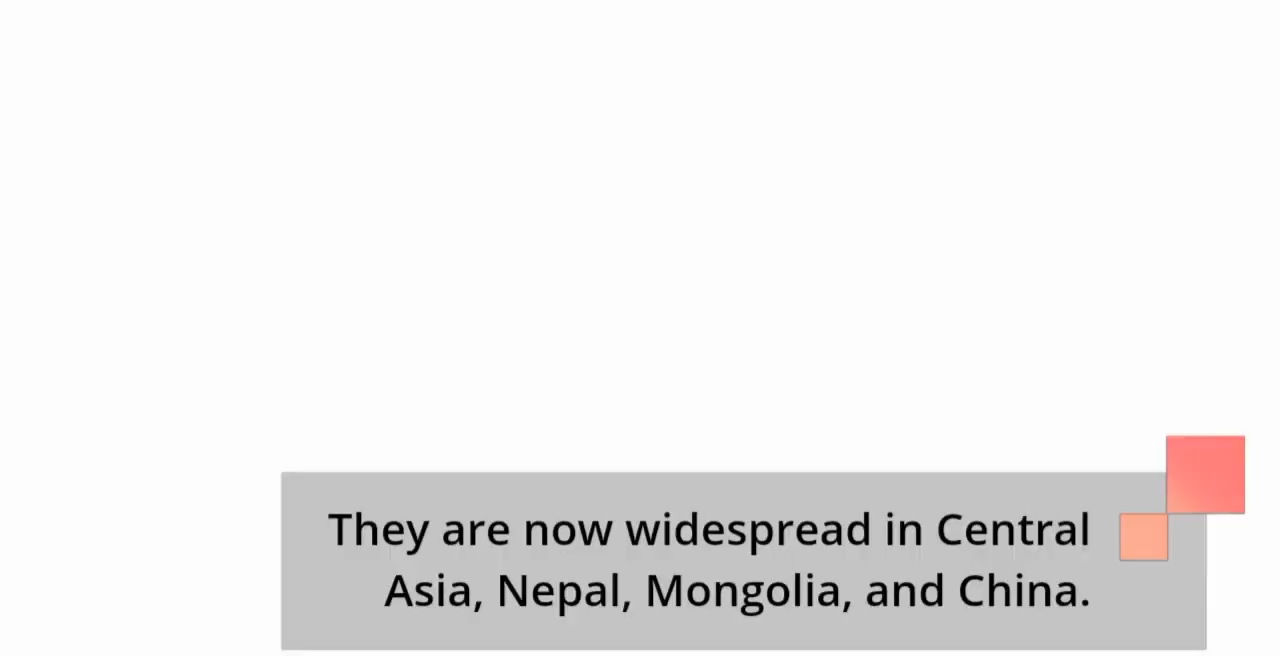 They are now widespread in Central
Asia, Nepal, Mongolia, and China.